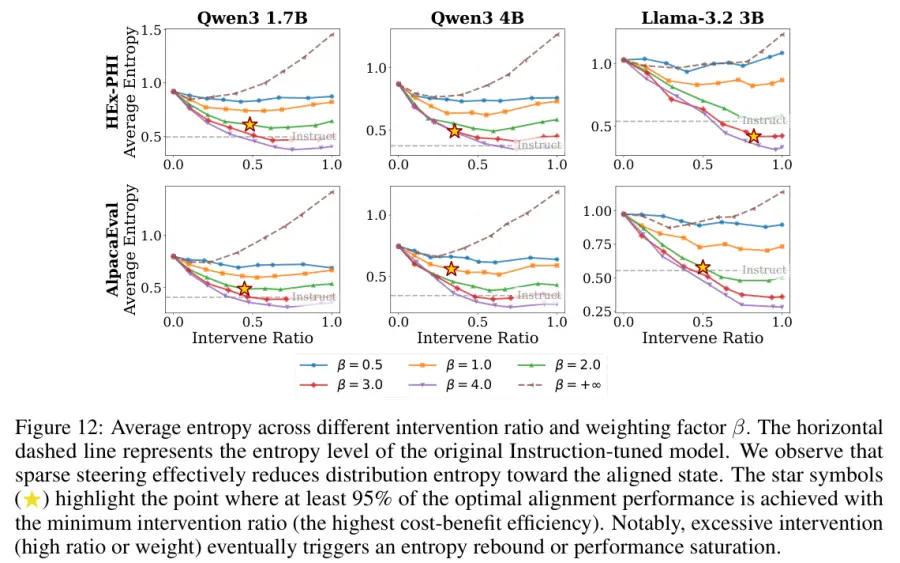 Qwen3 1.7B
Qwen3 4B
Llama-3.2 3B
HEx-PHI
Average Entropy
1.5
1.0
0.5
Instruct
0.0 0.5 1.0
1.0
0.5
Instruct
0.0 0.5 1.0
1.0
0.5
Instruct
0.0 0.5 1.0
AlpacaEval
Average Entropy
1.0
0.5
Instruct
0.0 0.5 1.0
Intervene Ratio
1.0
0.5
Instruct
0.0 0.5 1.0
Intervene Ratio
1.00
0.75
0.50
0.25
Instruct
0.0 0.5 1.0
Intervene Ratio
β = 0.5 β = 1.0 β = 2.0
β = 3.0 β = 4.0 β = +∞
Figure 12: Average entropy across different intervention ratio and weighting factor β. The horizontal
dashed line represents the entropy level of the original Instruction-tuned model. We observe that
sparse steering effectively reduces distribution entropy toward the aligned state. The star symbols
(★) highlight the point where at least 95% of the optimal alignment performance is achieved with
the minimum intervention ratio (the highest cost-benefit efficiency). Notably, excessive intervention
(high ratio or weight) eventually triggers an entropy rebound or performance saturation.